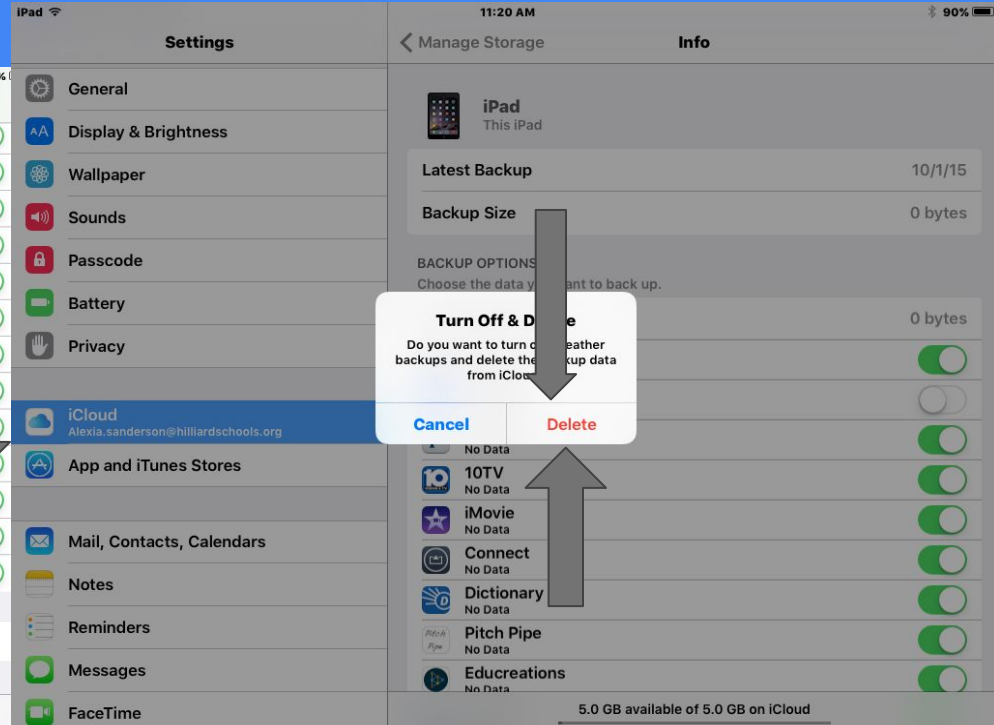 iPad
11:20 AM
90%
Settings
Manage Storage
Info
General
Display & Brightness
Wallpaper
Sounds
Passcode
Battery
Privacy
iCloud
Alexia.sanderson@hilliardschools.org
App and iTunes Stores
Mail, Contacts, Calendars
Notes
Reminders
Messages
FaceTime
iPad
This iPad
Latest Backup 10/1/15
Backup Size 0 bytes
BACKUP OPTIONS
Choose the data to back up.
0 bytes
Turn Off &
Do you want to turn
backups and delete data
from
Cancel Delete
No Data
10TV
No Data
iMovie
No Data
Connect
No Data
Dictionary
No Data
Pitch Pipe
No Data
Educreations
No Data
5.0 GB available of 5.0 GB on iCloud